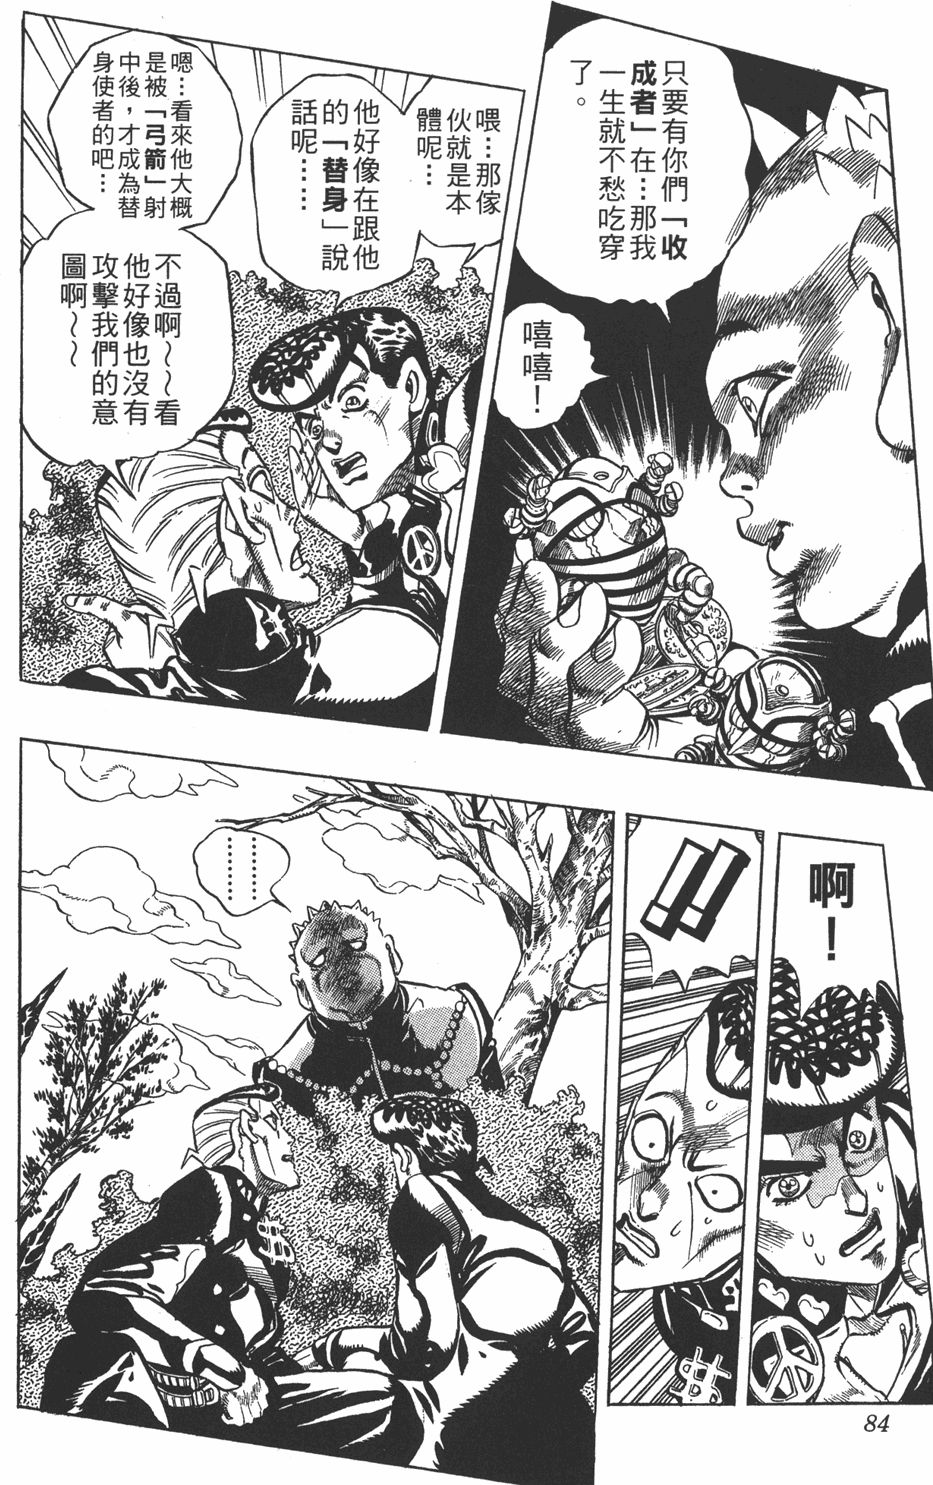 只要有你們「收
成者」在…那我
一生就不愁吃穿
了。
嘻嘻！
喂…那傢
伙就是本
體呢…
他好像在跟他
的「替身」說
話呢……
嗯…看來他大概
是被「弓箭」射
中後，才成為替
身使者的吧…
不過啊～～看
他好像也沒有
攻擊我們的意
圖啊～～
啊！
!!
………
………
84